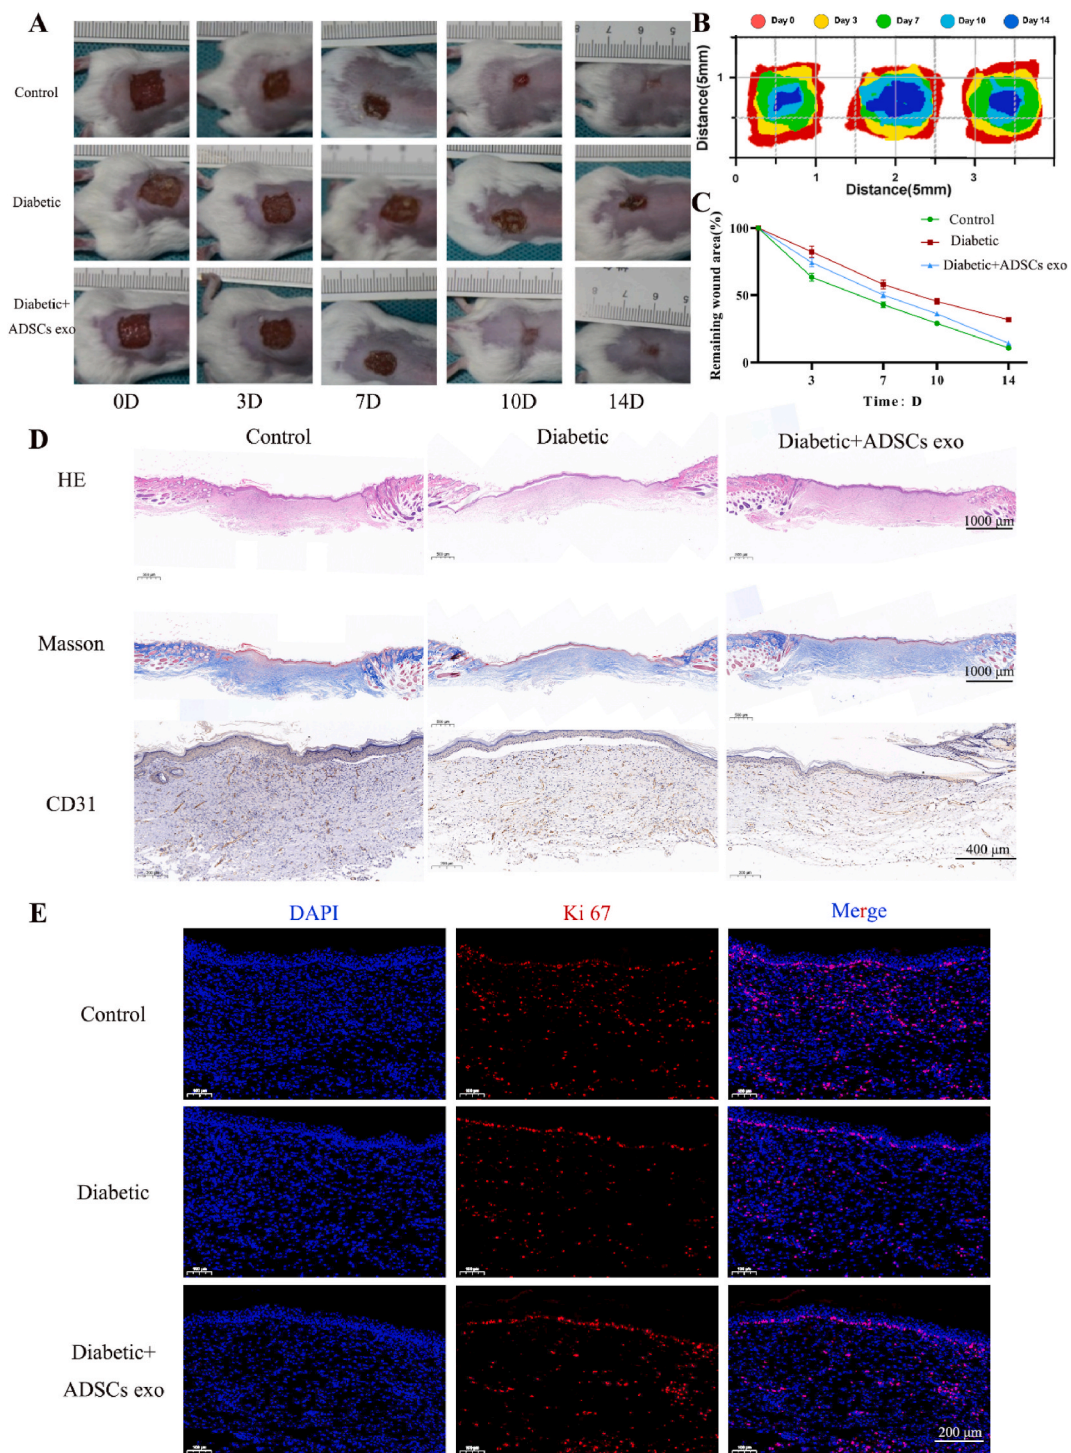 A
Control
Diabetic
Diabetic+
ADSCs exo
0D
3D
7D
10D
14D
B
Day 0
Day 3
Day 7
Day 10
Day 14
Distance(5mm)
1
0
1
2
3
Distance(5mm)
C
Control
Diabetic
Diabetic+ADSCs exo
Remaining wound area(%)
100
50
0
3
7
10
14
Time: D
D
Control
Diabetic
Diabetic+ADSCs exo
HE
1000 μm
Masson
1000 μm
CD31
400 μm
E
DAPI
Ki 67
Merge
Control
Diabetic
Diabetic+
ADSCs exo
200 μm